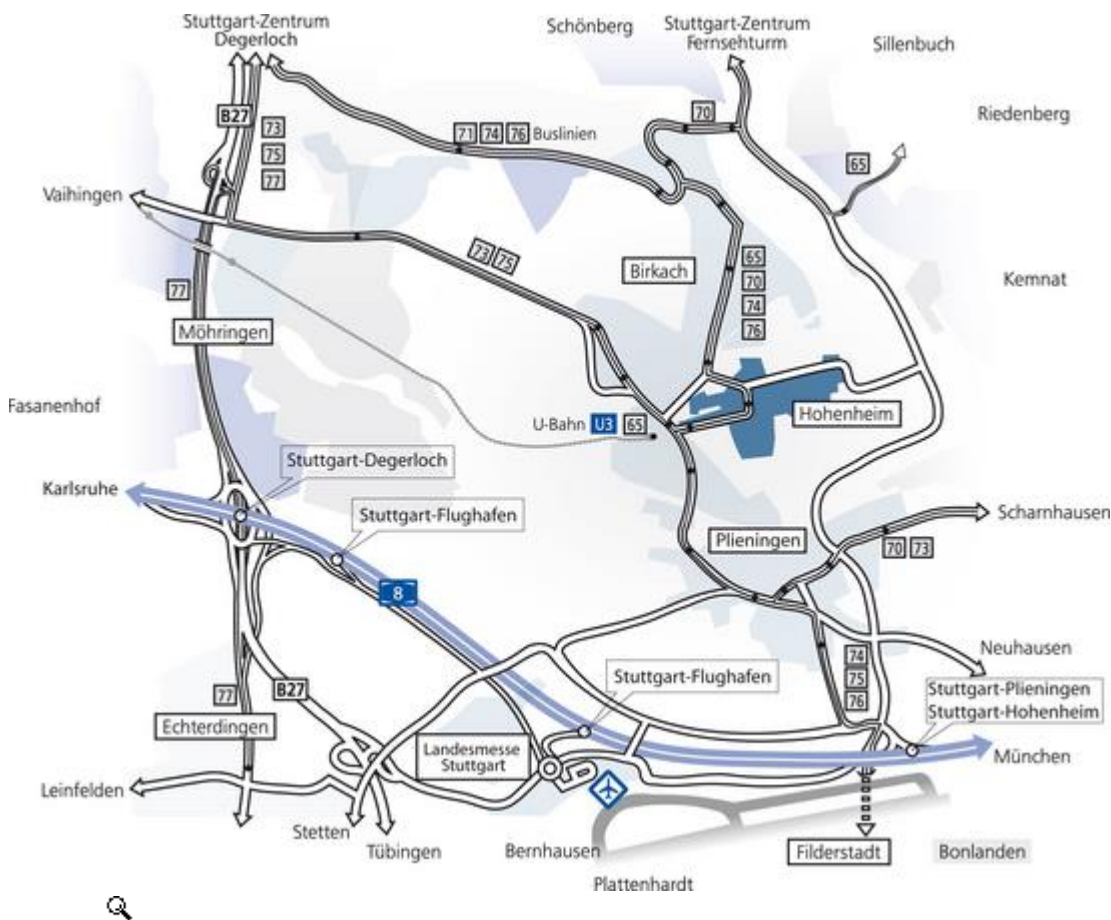 Stuttgart-Zentrum
Degerloch
Schönberg
Stuttgart-Zentrum
Fernsehturm
Sillenbuch
Riedenberg
B27
73
75
77
71 74 76 Buslinien
70
65
Vaihingen
73 75
Birkach
65
70
74
76
Kemnat
77
Möhringen
Fasanenhof
U-Bahn U3 65
Hohenheim
Stuttgart-Degerloch
Karlsruhe
Stuttgart-Flughafen
Scharnhausen
Plieningen
70 73
8
Neuhausen
74
75
76
Stuttgart-Flughafen
Stuttgart-Plieningen
Stuttgart-Hohenheim
77
B27
Echterdingen
Landesmesse
Stuttgart
München
Leinfelden
Stetten
Tübingen
Bernhausen
Filderstadt
Bonlanden
Plattenhardt